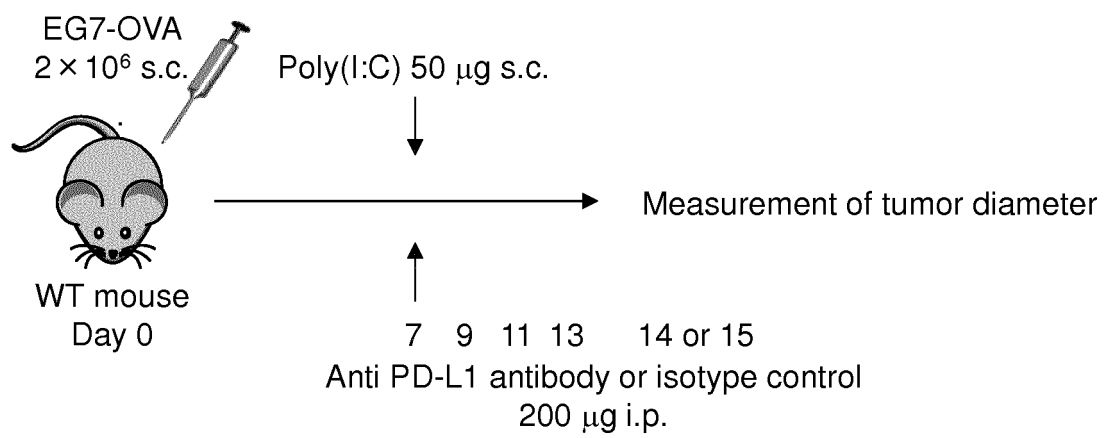 EG7-OVA
2 × 10⁶ s.c.
Poly(I:C) 50 μg s.c.
Measurement of tumor diameter
WT mouse
Day 0
7 9 11 13 14 or 15
Anti PD-L1 antibody or isotype control
200 μg i.p.